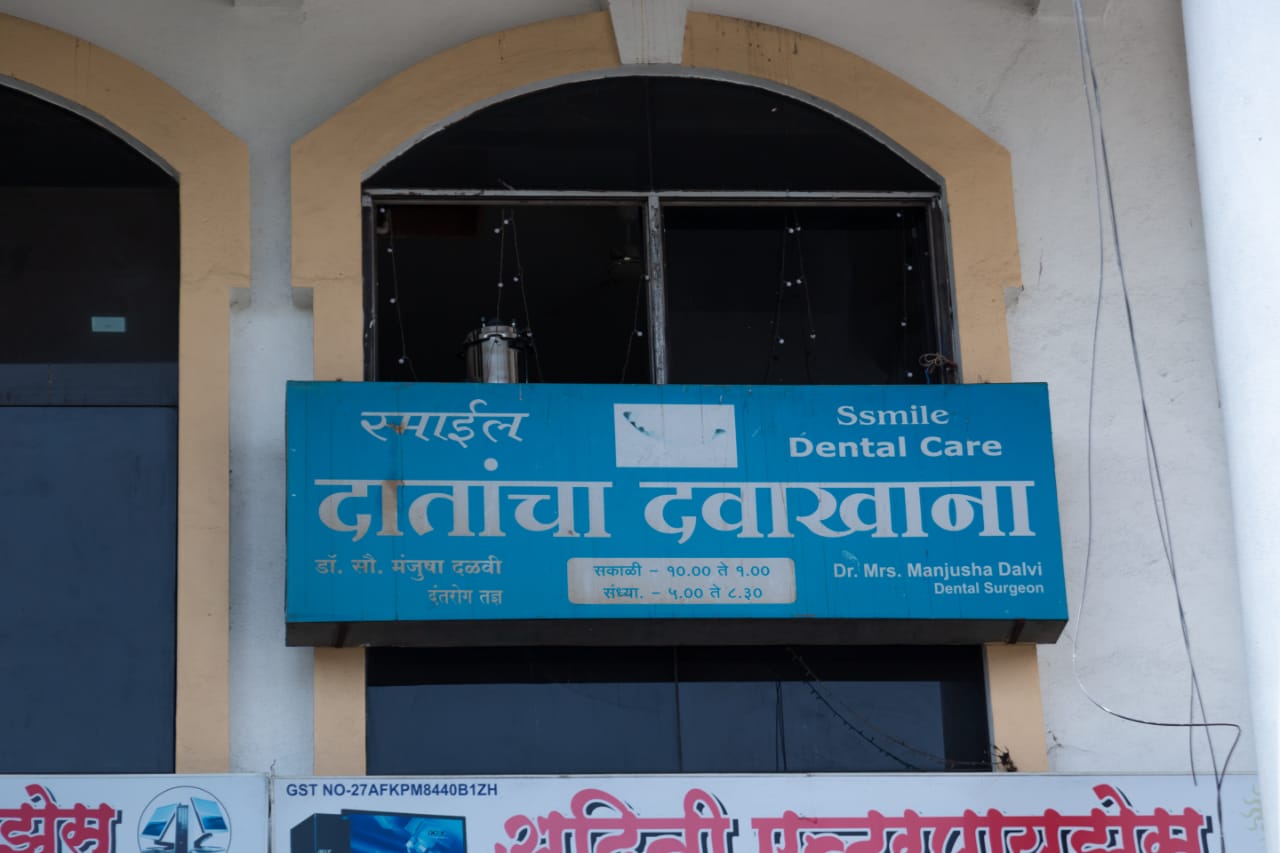 स्माईल
Ssmile
Dental Care
दातांचा दवाखाना
डॉ. सौ. मंजुषा दळवी
दंतरोग तज्ञ
सकाळी - १०.०० ते १.००
संध्या. - ५.०० ते ८.३०
Dr. Mrs. Manjusha Dalvi
Dental Surgeon
GST NO-27AFKPM8440B1ZH